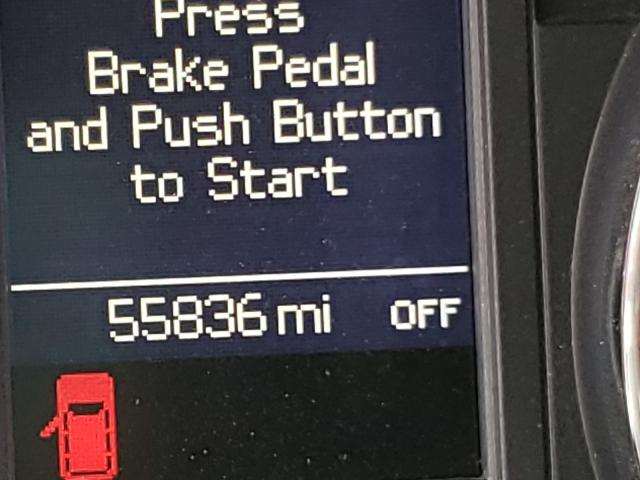 Press
Brake Pedal
and Push Button
to Start
55836 mi OFF